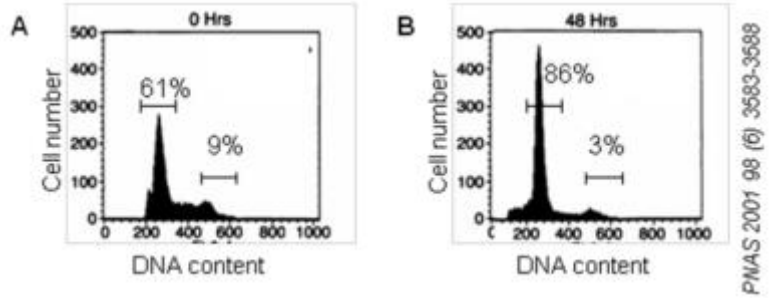 A
0 Hrs
Cell number
500
400
300
200
100
0
61%
9%
0 200 400 600 800 1000
DNA content
B
48 Hrs
Cell number
500
400
300
200
100
0
86%
3%
200 400 600 800 1000
DNA content
PNAS 2001 98 (6) 3583-3588